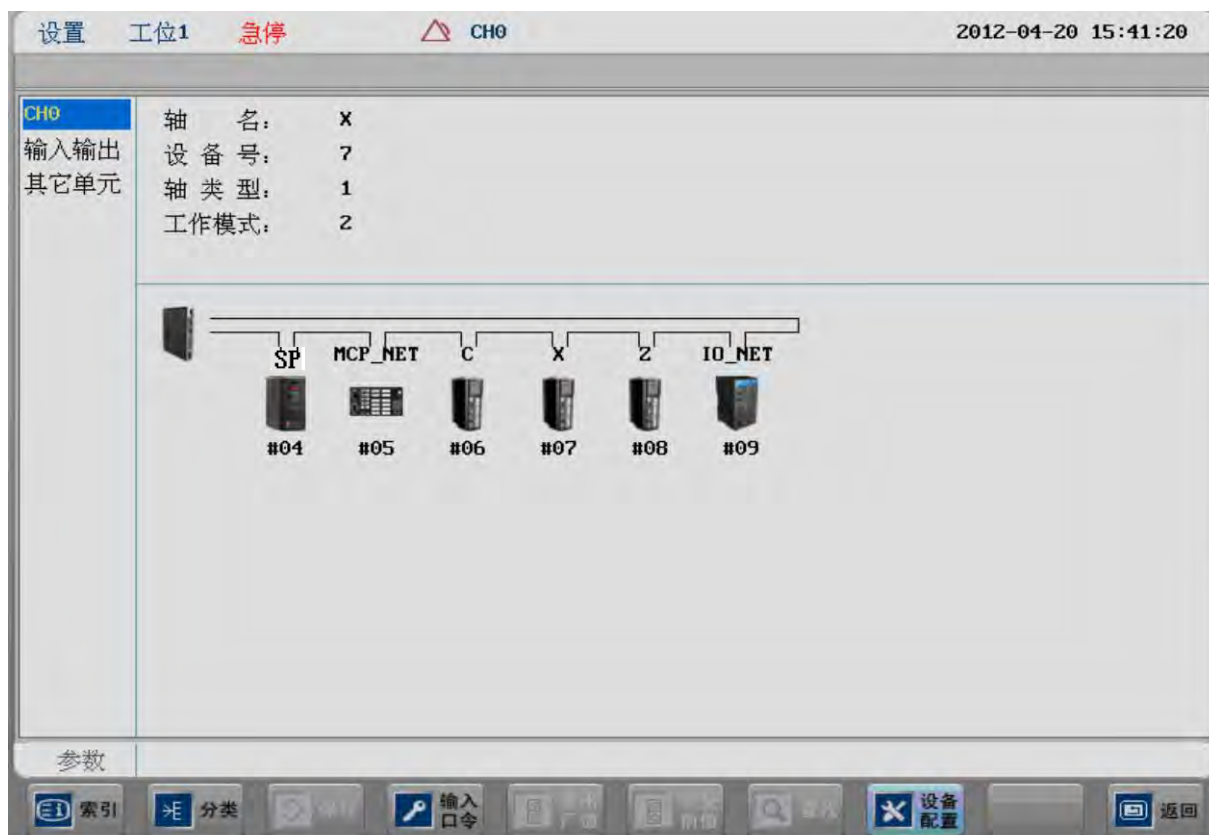 设置 工位1 急停 CH0 2012-04-20 15:41:20
CH0
输入输出
其它单元
轴 名: X
设 备 号: 7
轴 类 型: 1
工作模式: 2
SP MCP_NET C X Z IO_NET
#04 #05 #06 #07 #08 #09
参数
索引 分类 输入口令 设备配置 返回